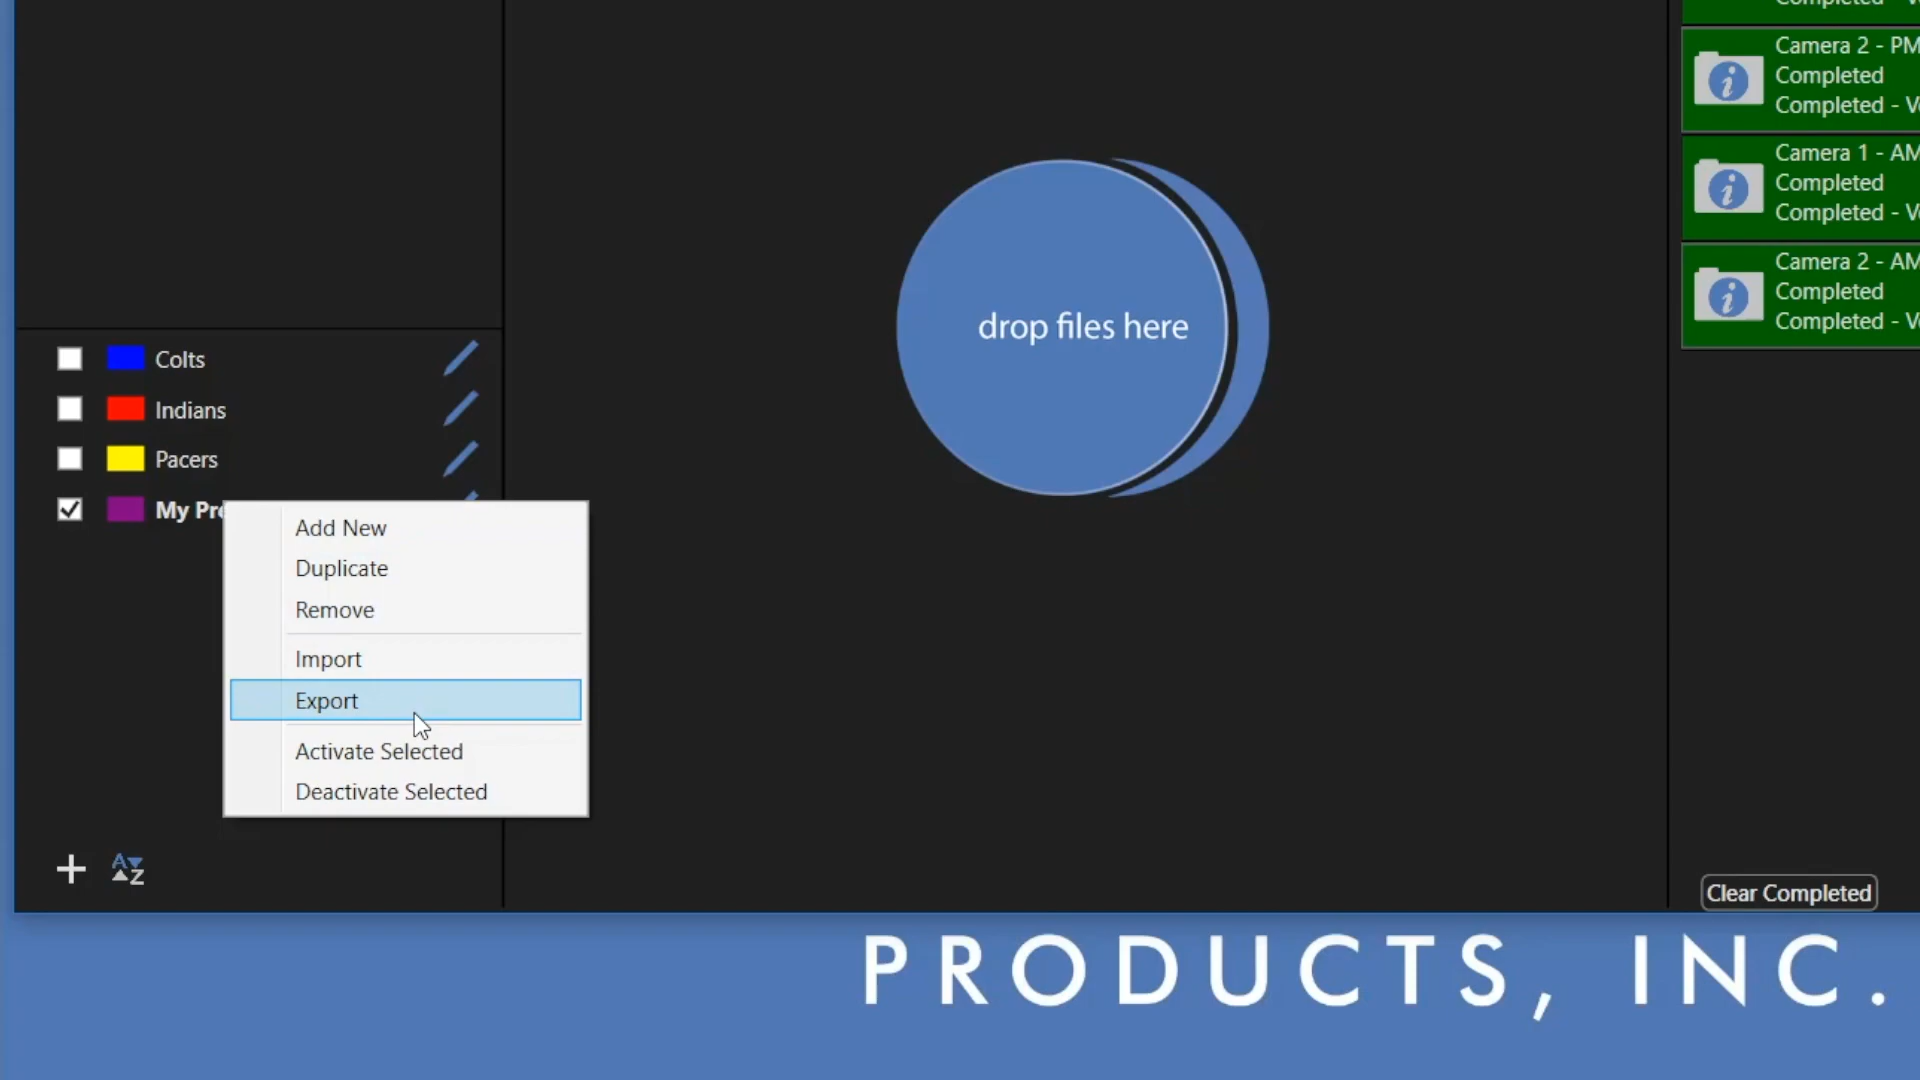 Completed
Camera 2 - PM
Completed
Completed -
Camera 1 - AM
Completed
Completed -
Camera 2 - AM
Completed
Completed -
drop files here
Colts
Indians
Pacers
My
Add New
Duplicate
Remove
Import
Export
Activate Selected
Deactivate Selected
A
Z
Clear Completed
PRODUCTS, INC.